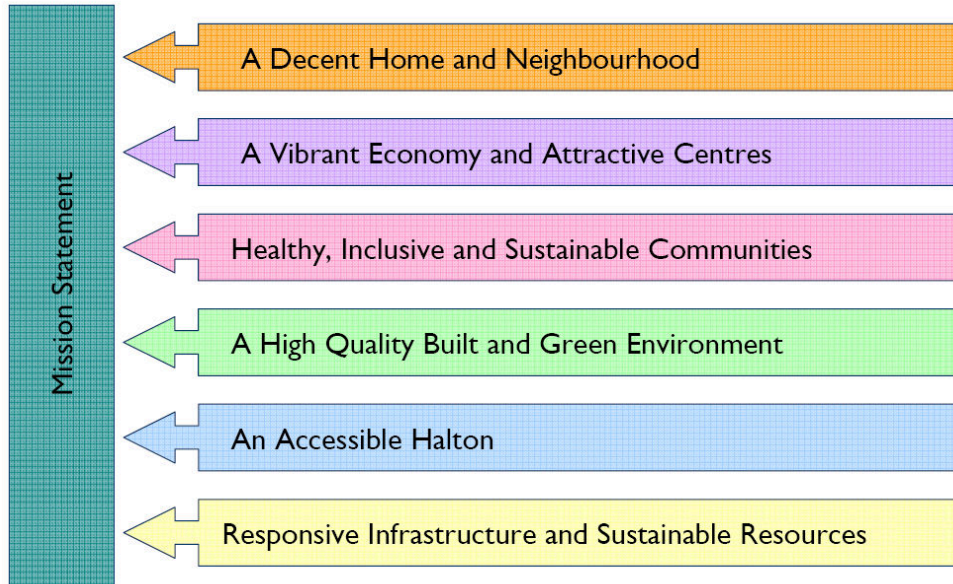 Mission Statement
A Decent Home and Neighbourhood
A Vibrant Economy and Attractive Centres
Healthy, Inclusive and Sustainable Communities
A High Quality Built and Green Environment
An Accessible Halton
Responsive Infrastructure and Sustainable Resources